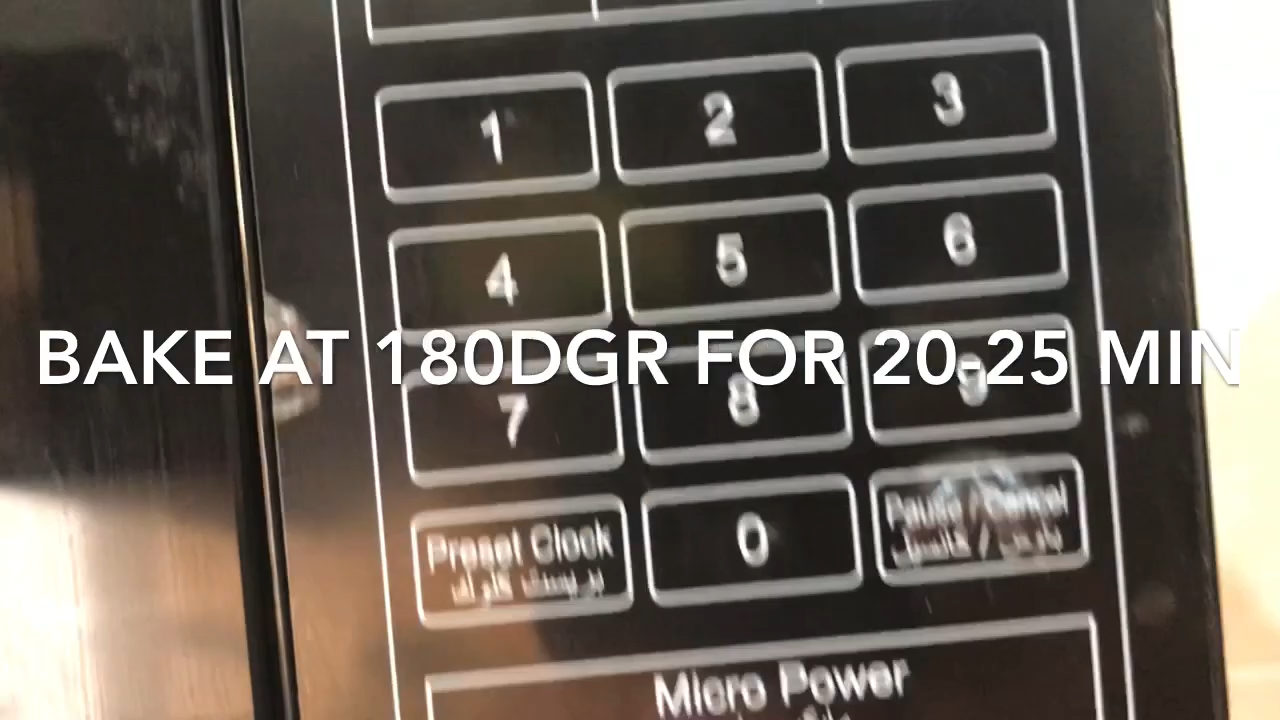 1 2 3
4 5 6
BAKE AT 180DGR FOR 20-25 MIN
7 8 9
Preset Clock 0 Pause / Cancel
Micro Power